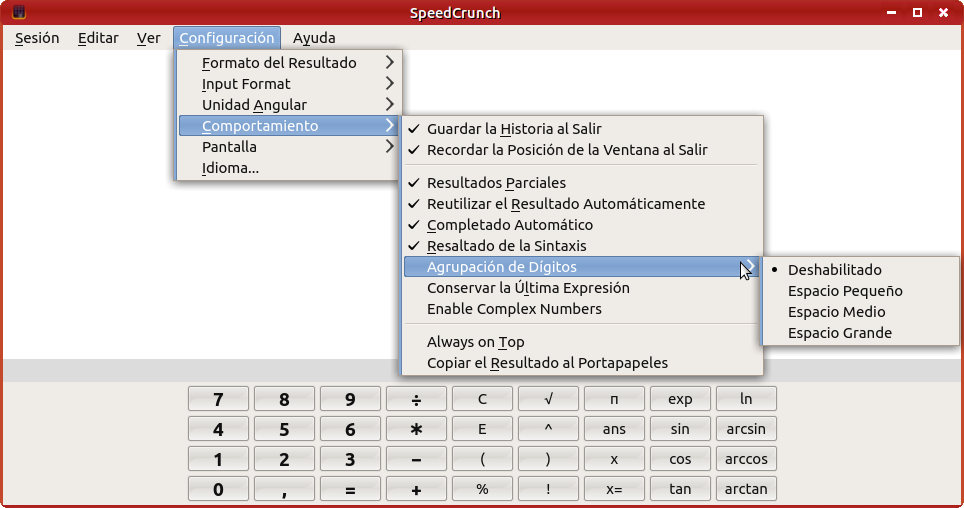 SpeedCrunch
Sesión Editar Ver Configuración Ayuda
Formato del Resultado
Input Format
Unidad Angular
Comportamiento
Pantalla
Idioma...
Guardar la Historia al Salir
Recordar la Posición de la Ventana al Salir
Resultados Parciales
Reutilizar el Resultado Automáticamente
Completado Automático
Resaltado de la Sintaxis
Agrupación de Dígitos
Conservar la Última Expresión
Enable Complex Numbers
Always on Top
Copiar el Resultado al Portapapeles
Deshabilitado
Espacio Pequeño
Espacio Medio
Espacio Grande
7 8 9 ÷ C √ π exp ln
4 5 6 * E ^ ans sin arcsin
1 2 3 − ( ) x cos arccos
0 , = + % ! x= tan arctan